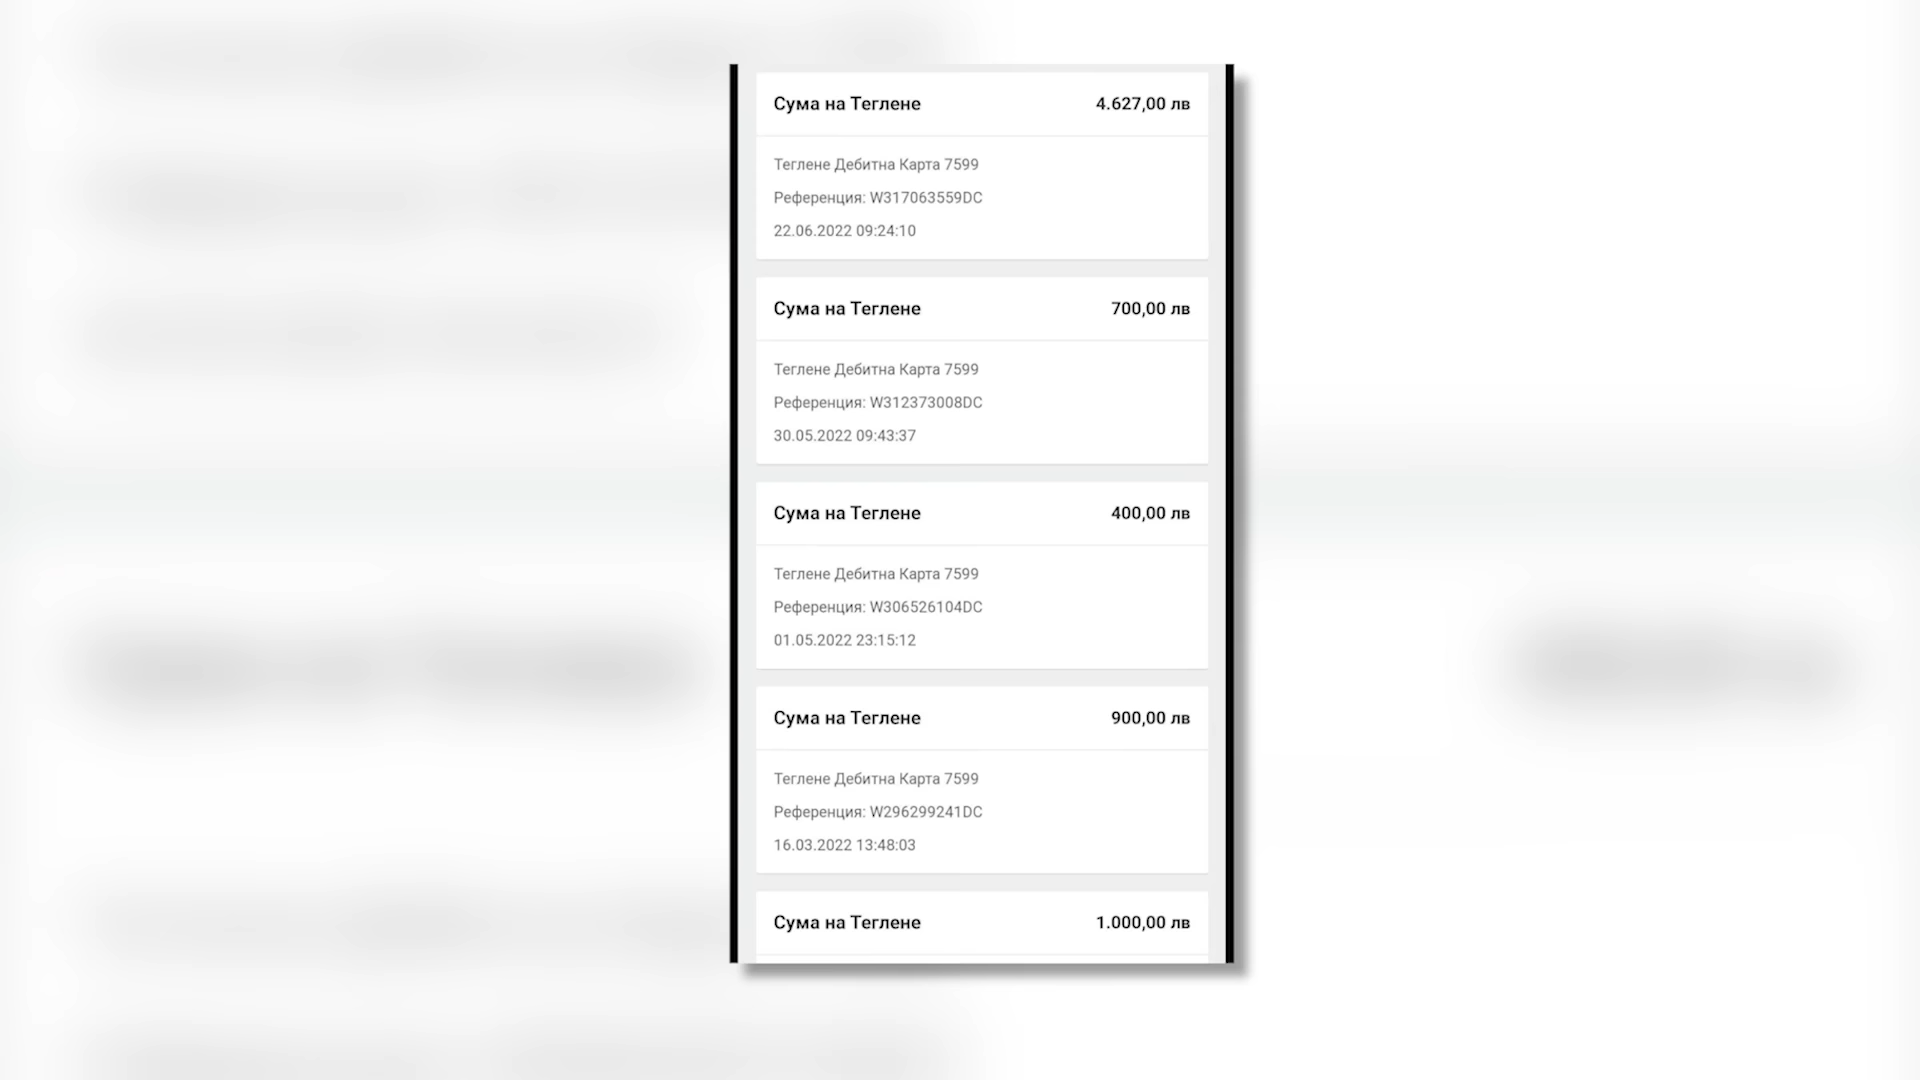 Сума на Теглене 4.627,00 лв
Теглене Дебитна Карта 7599
Референция: W317063559DC
22.06.2022 09:24:10
Сума на Теглене 700,00 лв
Теглене Дебитна Карта 7599
Референция: W312373008DC
30.05.2022 09:43:37
Сума на Теглене 400,00 лв
Теглене Дебитна Карта 7599
Референция: W306526104DC
01.05.2022 23:15:12
Сума на Теглене 900,00 лв
Теглене Дебитна Карта 7599
Референция: W296299241DC
16.03.2022 13:48:03
Сума на Теглене 1.000,00 лв